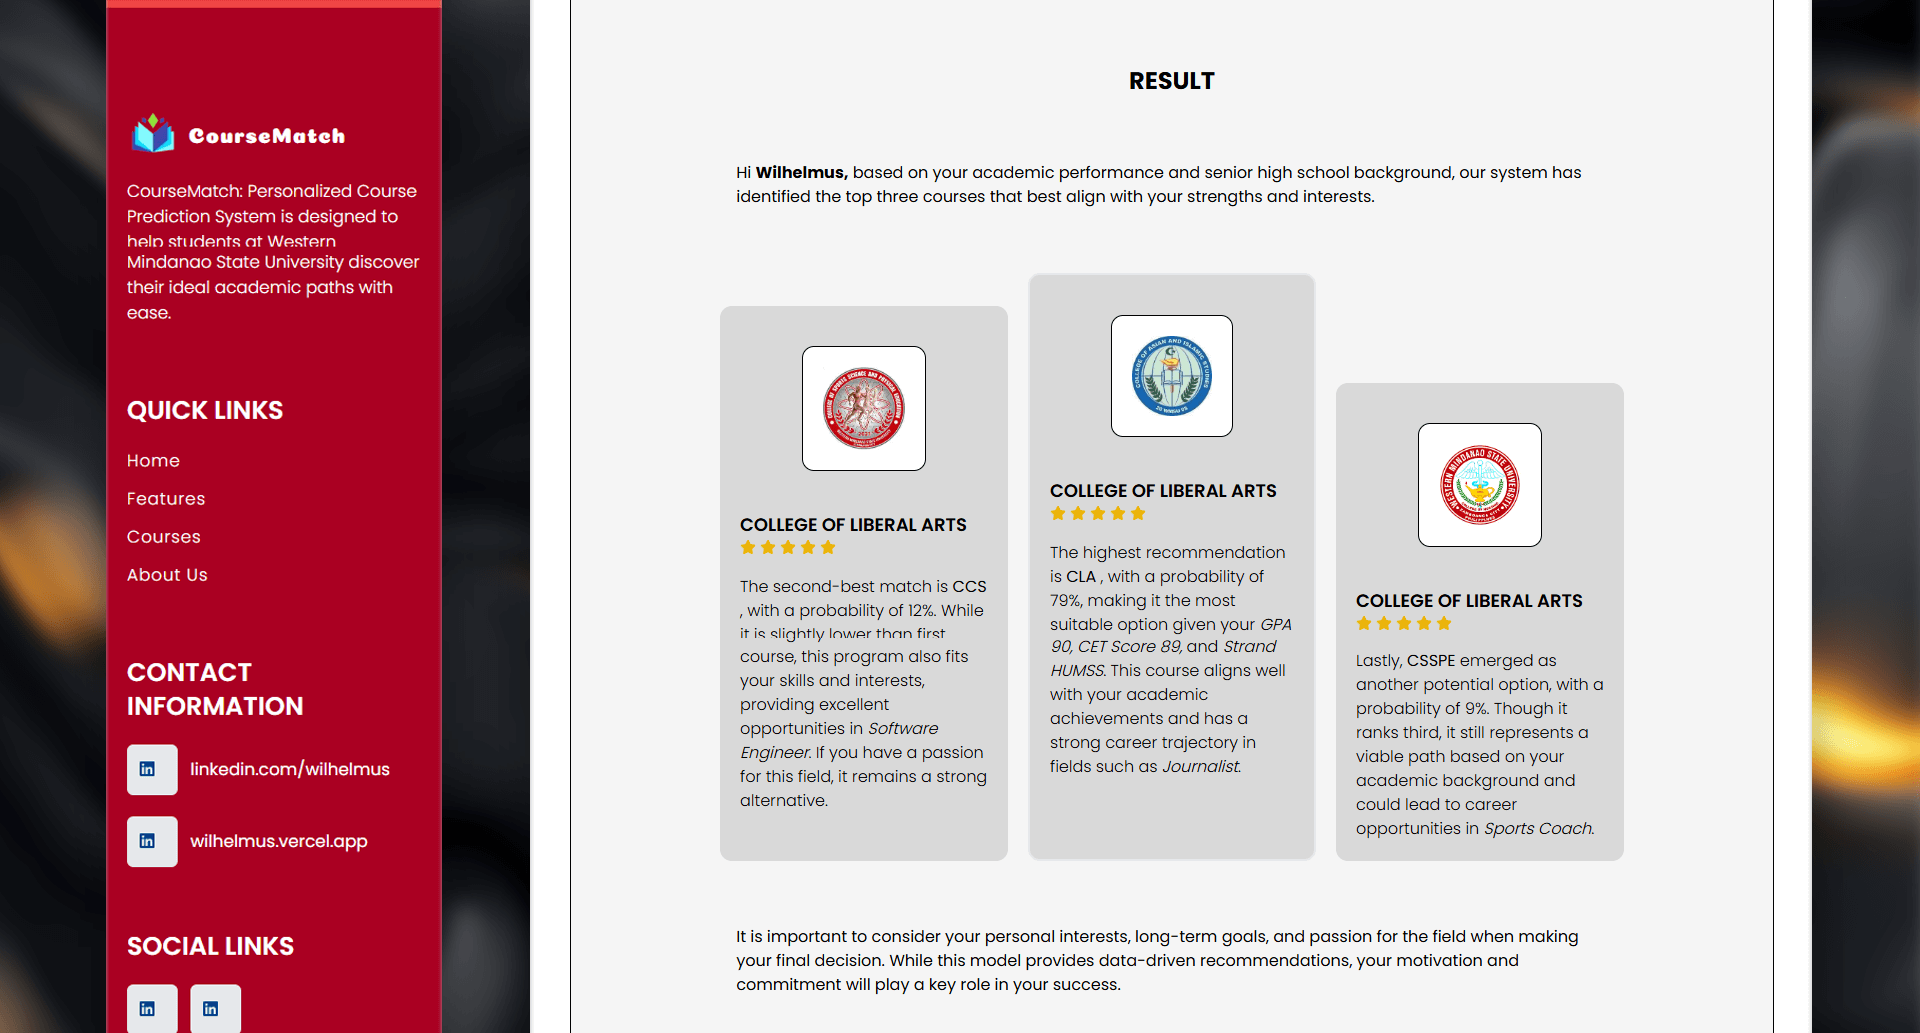 CourseMatch
CourseMatch: Personalized Course
Prediction System is designed to
help students at Western
Mindanao State University discover
their ideal academic paths with
ease.
QUICK LINKS
Home
Features
Courses
About Us
CONTACT
INFORMATION
linkedin.com/wilhelmus
wilhelmus.vercel.app
SOCIAL LINKS
RESULT
Hi Wilhelmus, based on your academic performance and senior high school background, our system has
identified the top three courses that best align with your strengths and interests.
COLLEGE OF LIBERAL ARTS
The second-best match is CCS
, with a probability of 12%. While
it is slightly lower than first
course, this program also fits
your skills and interests,
providing excellent
opportunities in Software
Engineer. If you have a passion
for this field, it remains a strong
alternative.
COLLEGE OF ASIAN AND ISLAMIC STUDIES
COLLEGE OF LIBERAL ARTS
The highest recommendation
is CLA , with a probability of
79%, making it the most
suitable option given your GPA
90, CET Score 89, and Strand
HUMSS. This course aligns well
with your academic
achievements and has a
strong career trajectory in
fields such as Journalist.
WESTERN MINDANAO STATE UNIVERSITY
COLLEGE OF LIBERAL ARTS
Lastly, CSSPE emerged as
another potential option, with a
probability of 9%. Though it
ranks third, it still represents a
viable path based on your
academic background and
could lead to career
opportunities in Sports Coach.
It is important to consider your personal interests, long-term goals, and passion for the field when making
your final decision. While this model provides data-driven recommendations, your motivation and
commitment will play a key role in your success.